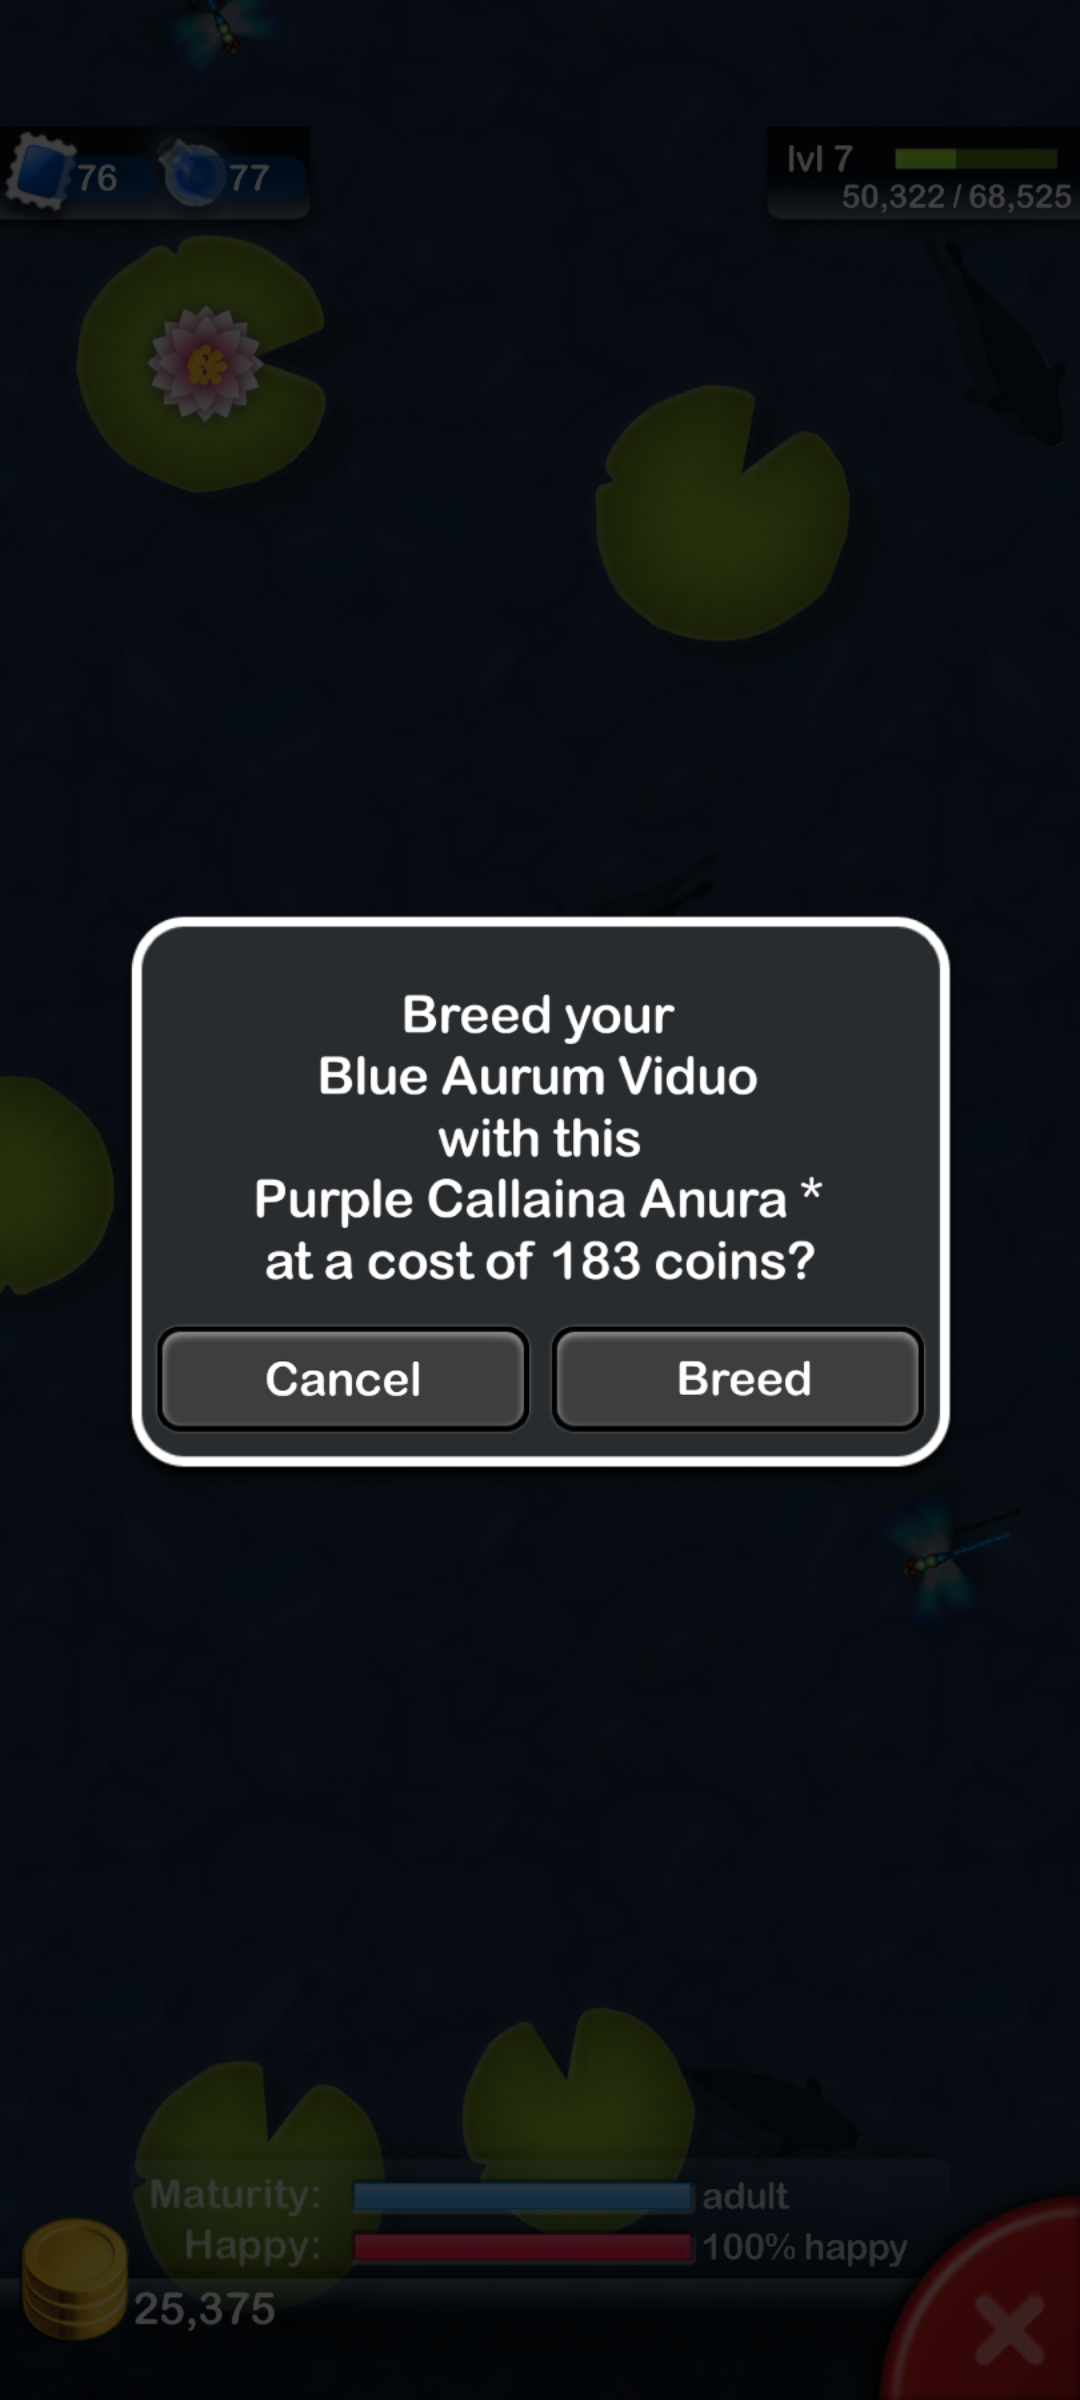 76
77
lvl 7
50,322 / 68,525
Breed your
Blue Aurum Viduo
with this
Purple Callaina Anura *
at a cost of 183 coins?
Cancel
Breed
Maturity:
adult
Happy:
100% happy
25,375